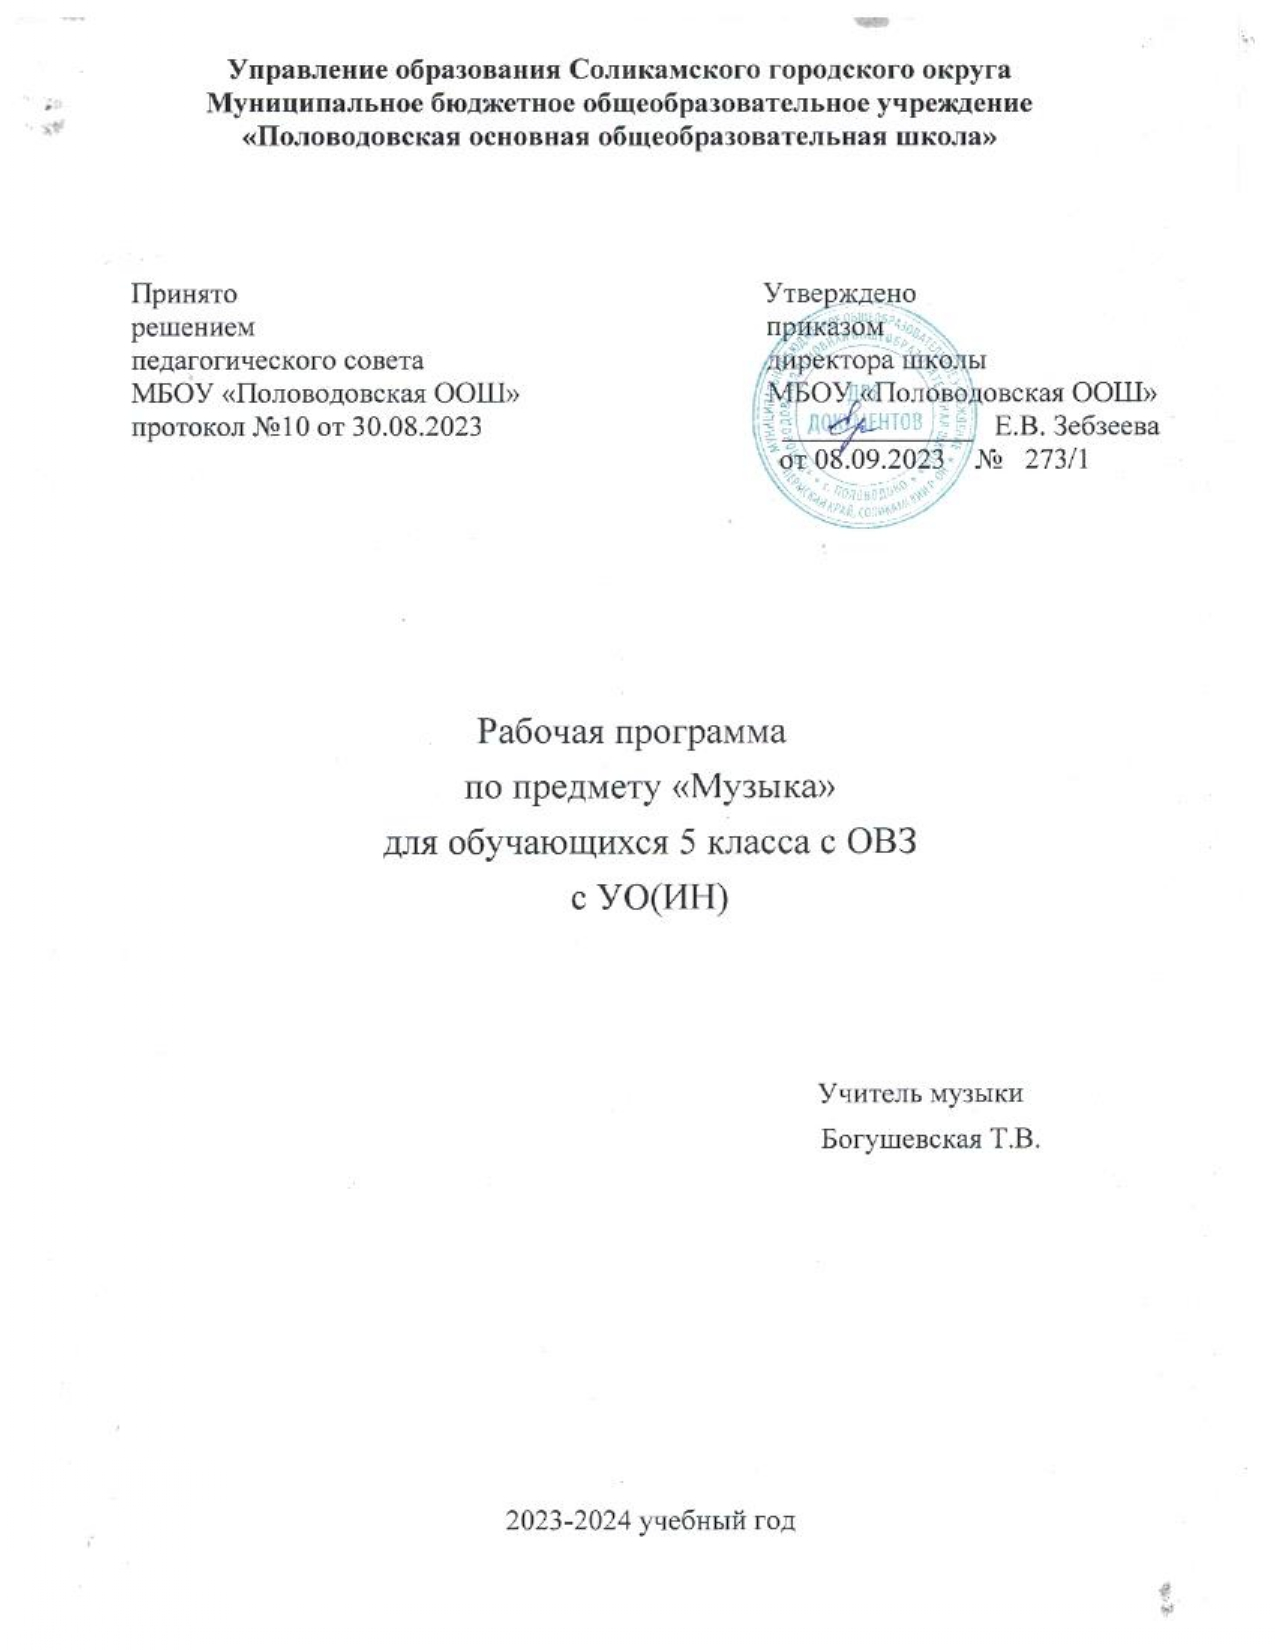 Управление образования Соликамского городского округа
Муниципальное бюджетное общеобразовательное учреждение
«Половодовская основная общеобразовательная школа»
Принято
решением
педагогического совета
МБОУ «Половодовская ООШ»
протокол №10 от 30.08.2023
Утверждено
приказом
директора школы
МБОУ «Половодовская ООШ»
Е.В. Зебзеева
от 08.09.2023 № 273/1
ДЛЯ
ДОКУМЕНТОВ
Рабочая программа
по предмету «Музыка»
для обучающихся 5 класса с ОВЗ
с УО(ИН)
Учитель музыки
Богушевская Т.В.
2023-2024 учебный год